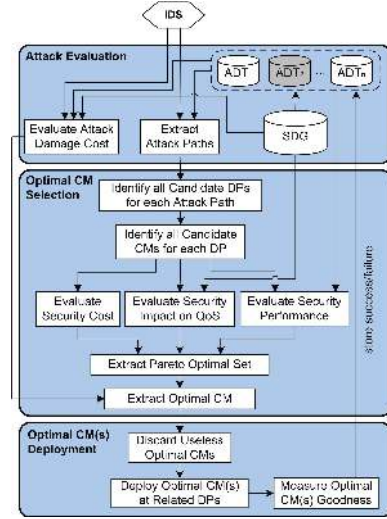 IDS
Attack Evaluation
ADT
ADT
...
ADTn
Evaluate Attack
Damage Cost
Extract
Attack Paths
SDG
Optimal CM
Selection
Identify all Candidate DPs
for each Attack Path
Identify all Candidate
CMs for each DP
Evaluate
Security Cost
Evaluate Security
Impact on QoS
Evaluate Security
Performance
store success/failure
Extract Pareto Optimal Set
Extract Optimal CM
Optimal CM(s)
Deployment
Discard Useless
Optimal CMs
Deploy Optimal CM(s)
at Related DPs
Measure Optimal
CM(s) Goodness